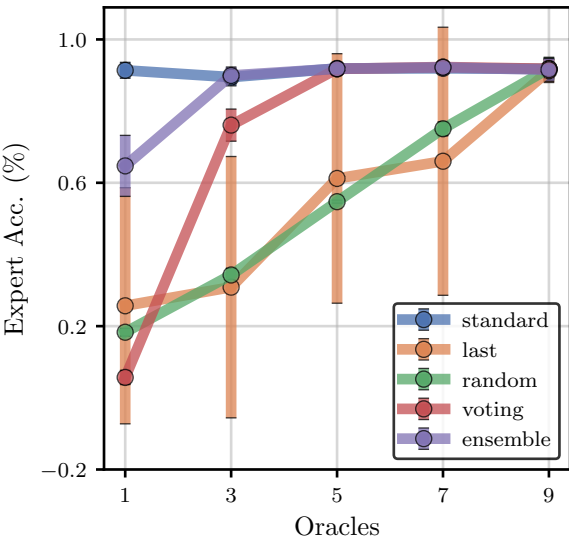 Expert Acc. (%)
1.0
0.6
0.2
−0.2
standard
last
random
voting
ensemble
1 3 5 7 9
Oracles